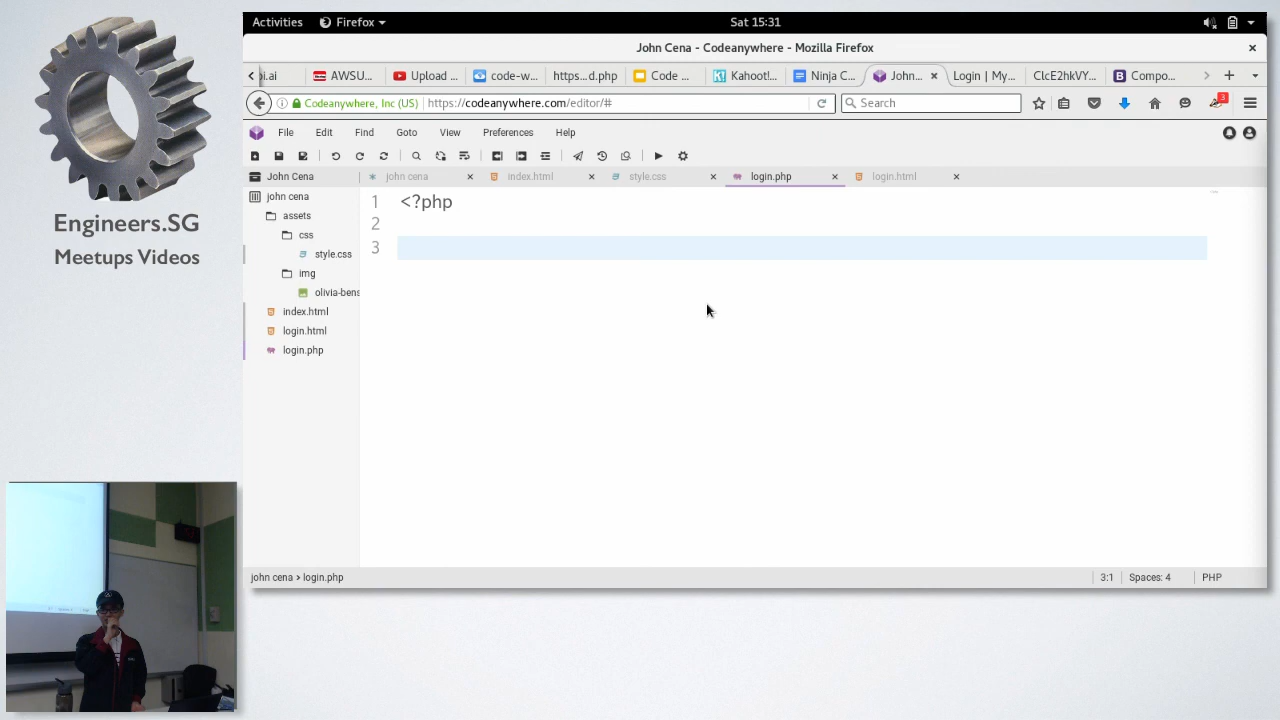 Engineers.SG
Meetups Videos
Activities Firefox Sat 15:31
John Cena - Codeanywhere - Mozilla Firefox
pi.ai AWSU... Upload ... code-w... https...d.php Code ... Kahoot!... Ninja C... John... Login | My... ClcE2hkVY... Compo...
Codeanywhere, Inc (US) https://codeanywhere.com/editor/# Search 3
File Edit Find Goto View Preferences Help
John Cena john cena index.html style.css login.php login.html
john cena
assets
css
style.css
img
olivia-bens
index.html
login.html
login.php
1 <?php
2
3
john cena > login.php 3:1 Spaces: 4 PHP